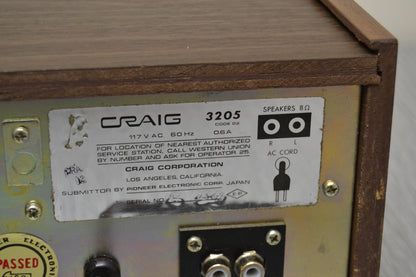 CRAIG 3205
CODE 02
117 V AC 60 Hz 0.6A
FOR LOCATION OF NEAREST AUTHORIZED
SERVICE STATION, CALL WESTERN UNION
BY NUMBER AND ASK FOR OPERATOR 25.
CRAIG CORPORATION
LOS ANGELES, CALIFORNIA.
SUBMITTOR BY PIONEER ELECTRONIC CORP. JAPAN
SERIAL NO.
SPEAKERS 8Ω
R L
AC CORD
PASSED